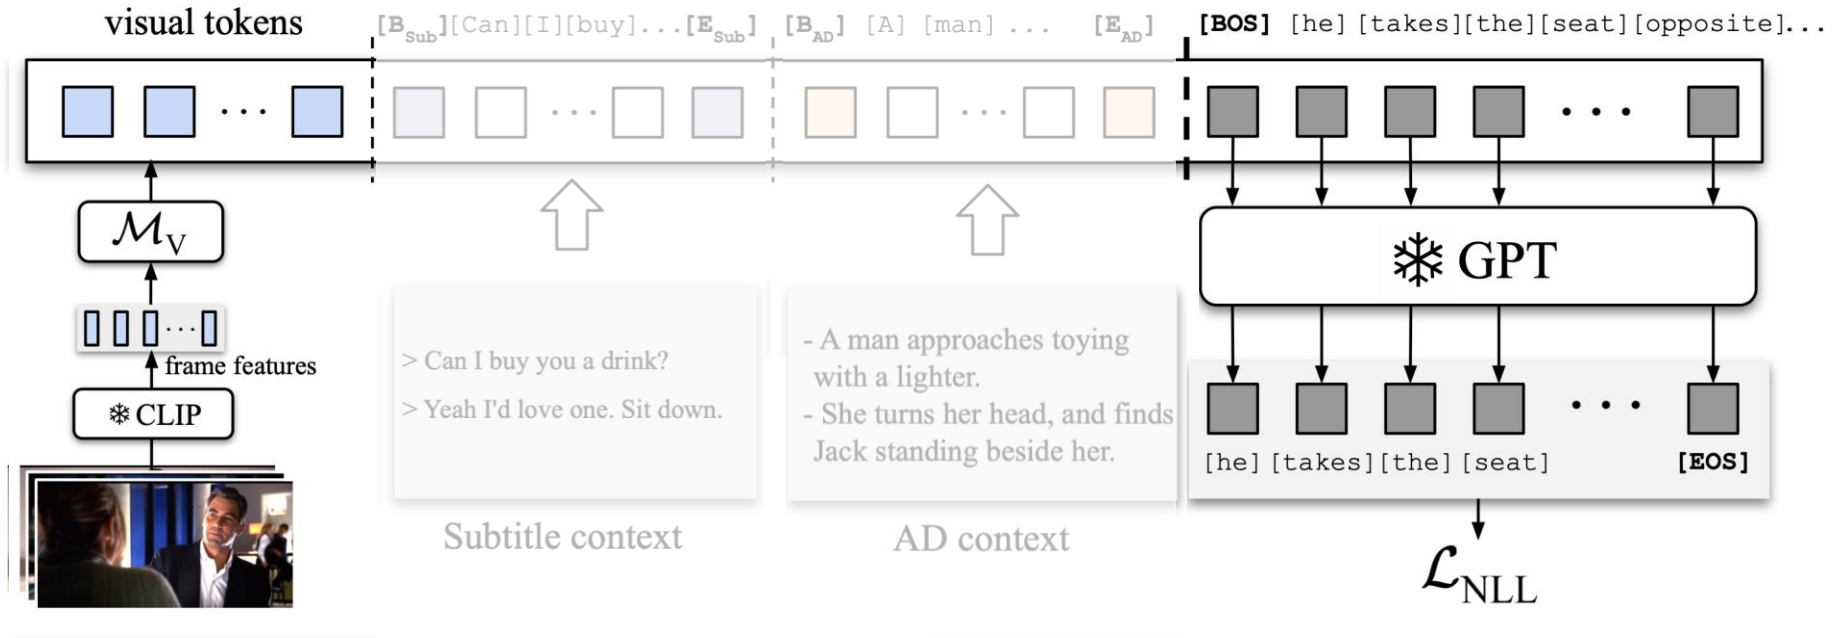 visual tokens
[B_Sub][Can][I][buy]...[E_Sub] [B_AD] [A] [man] ... [E_AD] [BOS] [he] [takes][the][seat][opposite]...
M_V
frame features
CLIP
> Can I buy you a drink?
> Yeah I'd love one. Sit down.
Subtitle context
- A man approaches toying
with a lighter.
- She turns her head, and finds
Jack standing beside her.
AD context
GPT
[he] [takes] [the] [seat] [EOS]
ℒ_NLL